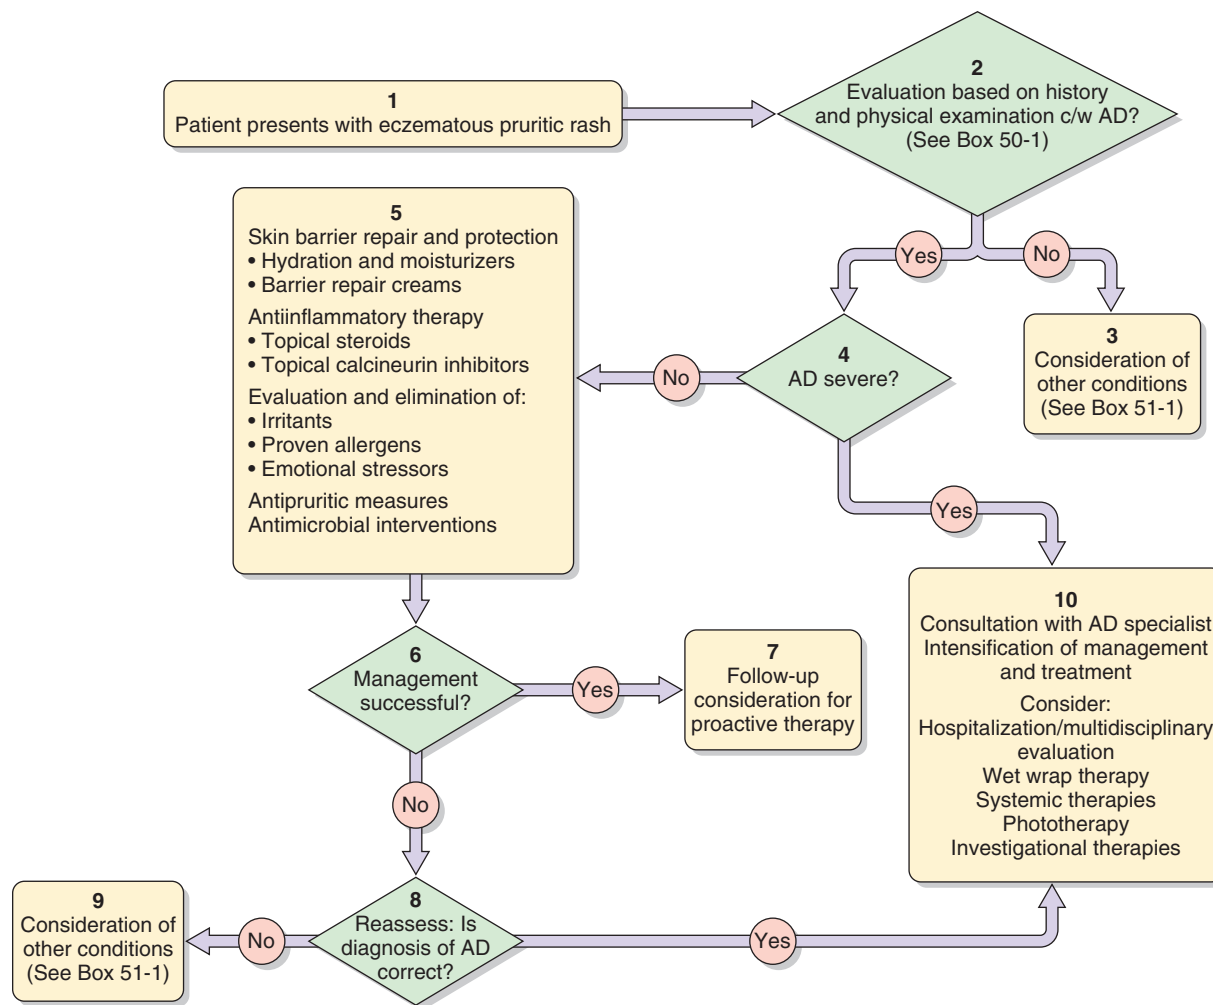 1
Patient presents with eczematous pruritic rash
2
Evaluation based on history
and physical examination c/w AD?
(See Box 50-1)
Yes
No
3
Consideration of
other conditions
(See Box 51-1)
4
AD severe?
No
Yes
5
Skin barrier repair and protection
• Hydration and moisturizers
• Barrier repair creams
Antiinflammatory therapy
• Topical steroids
• Topical calcineurin inhibitors
Evaluation and elimination of:
• Irritants
• Proven allergens
• Emotional stressors
Antipruritic measures
Antimicrobial interventions
6
Management
successful?
Yes
7
Follow-up
consideration for
proactive therapy
No
8
Reassess: Is
diagnosis of AD
correct?
No
9
Consideration of
other conditions
(See Box 51-1)
Yes
10
Consultation with AD specialist
Intensification of management
and treatment
Consider:
Hospitalization/multidisciplinary
evaluation
Wet wrap therapy
Systemic therapies
Phototherapy
Investigational therapies